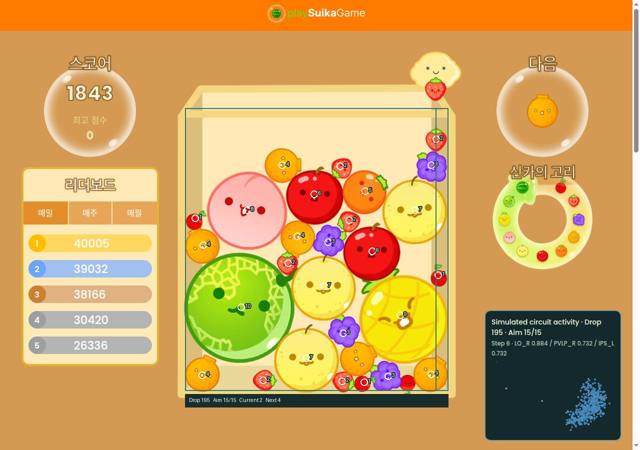 playSuikaGame
스코어
1843
최고 점수
0
다음
리더보드
매일 매주 매월
1 40005
2 39032
3 38166
4 30420
5 26336
신카의 고리
Simulated circuit activity · Drop
195 · Aim 15/15
Step 6 · LO_R 0.884 / PVLP_R 0.732 / IPS_L
0.732
Drop 195 Aim 15/15 Current 2 Next 4